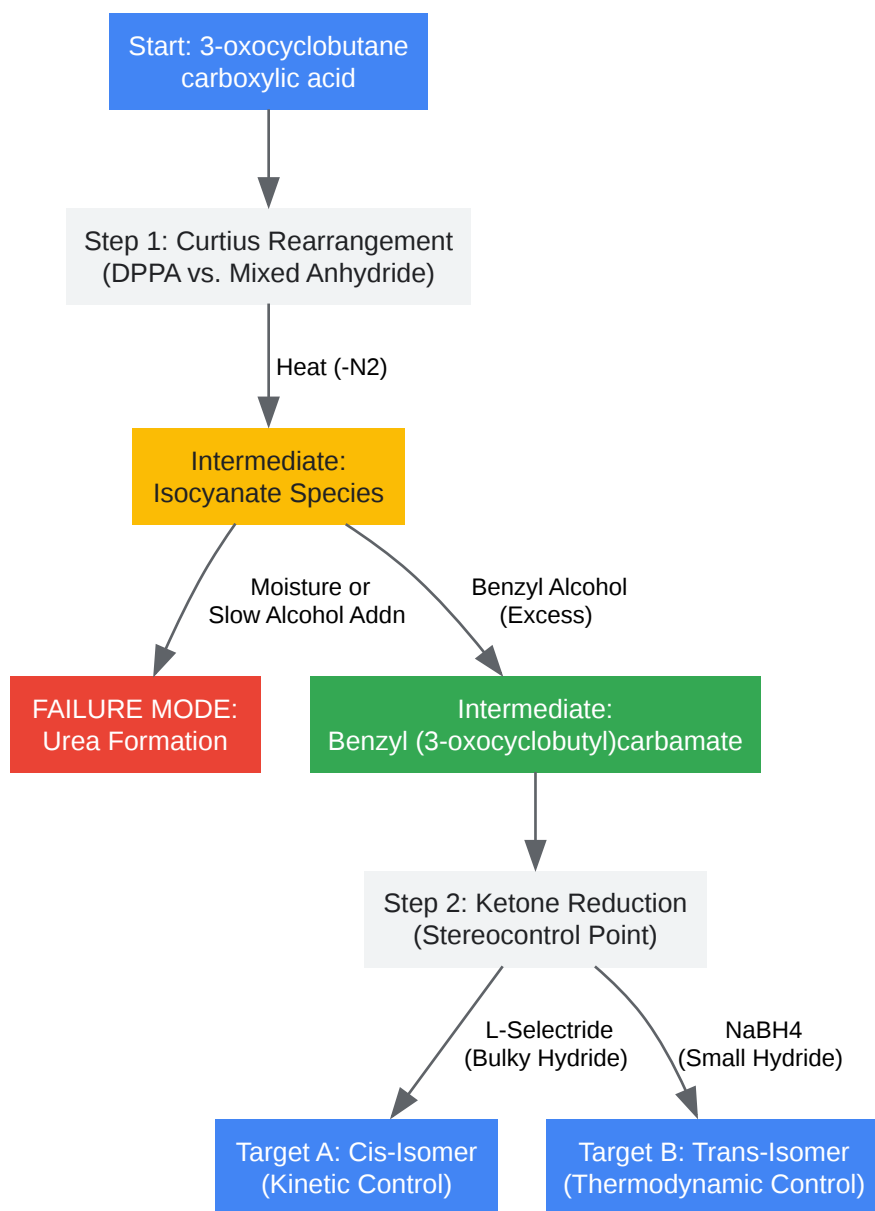 Start: 3-oxocyclobutane
carboxylic acid
Step 1: Curtius Rearrangement
(DPPA vs. Mixed Anhydride)
Heat (-N2)
Intermediate:
Isocyanate Species
Moisture or
Slow Alcohol Addn
Benzyl Alcohol
(Excess)
FAILURE MODE:
Urea Formation
Intermediate:
Benzyl (3-oxocyclobutyl)carbamate
Step 2: Ketone Reduction
(Stereocontrol Point)
L-Selectride
(Bulky Hydride)
NaBH4
(Small Hydride)
Target A: Cis-Isomer
(Kinetic Control)
Target B: Trans-Isomer
(Thermodynamic Control)